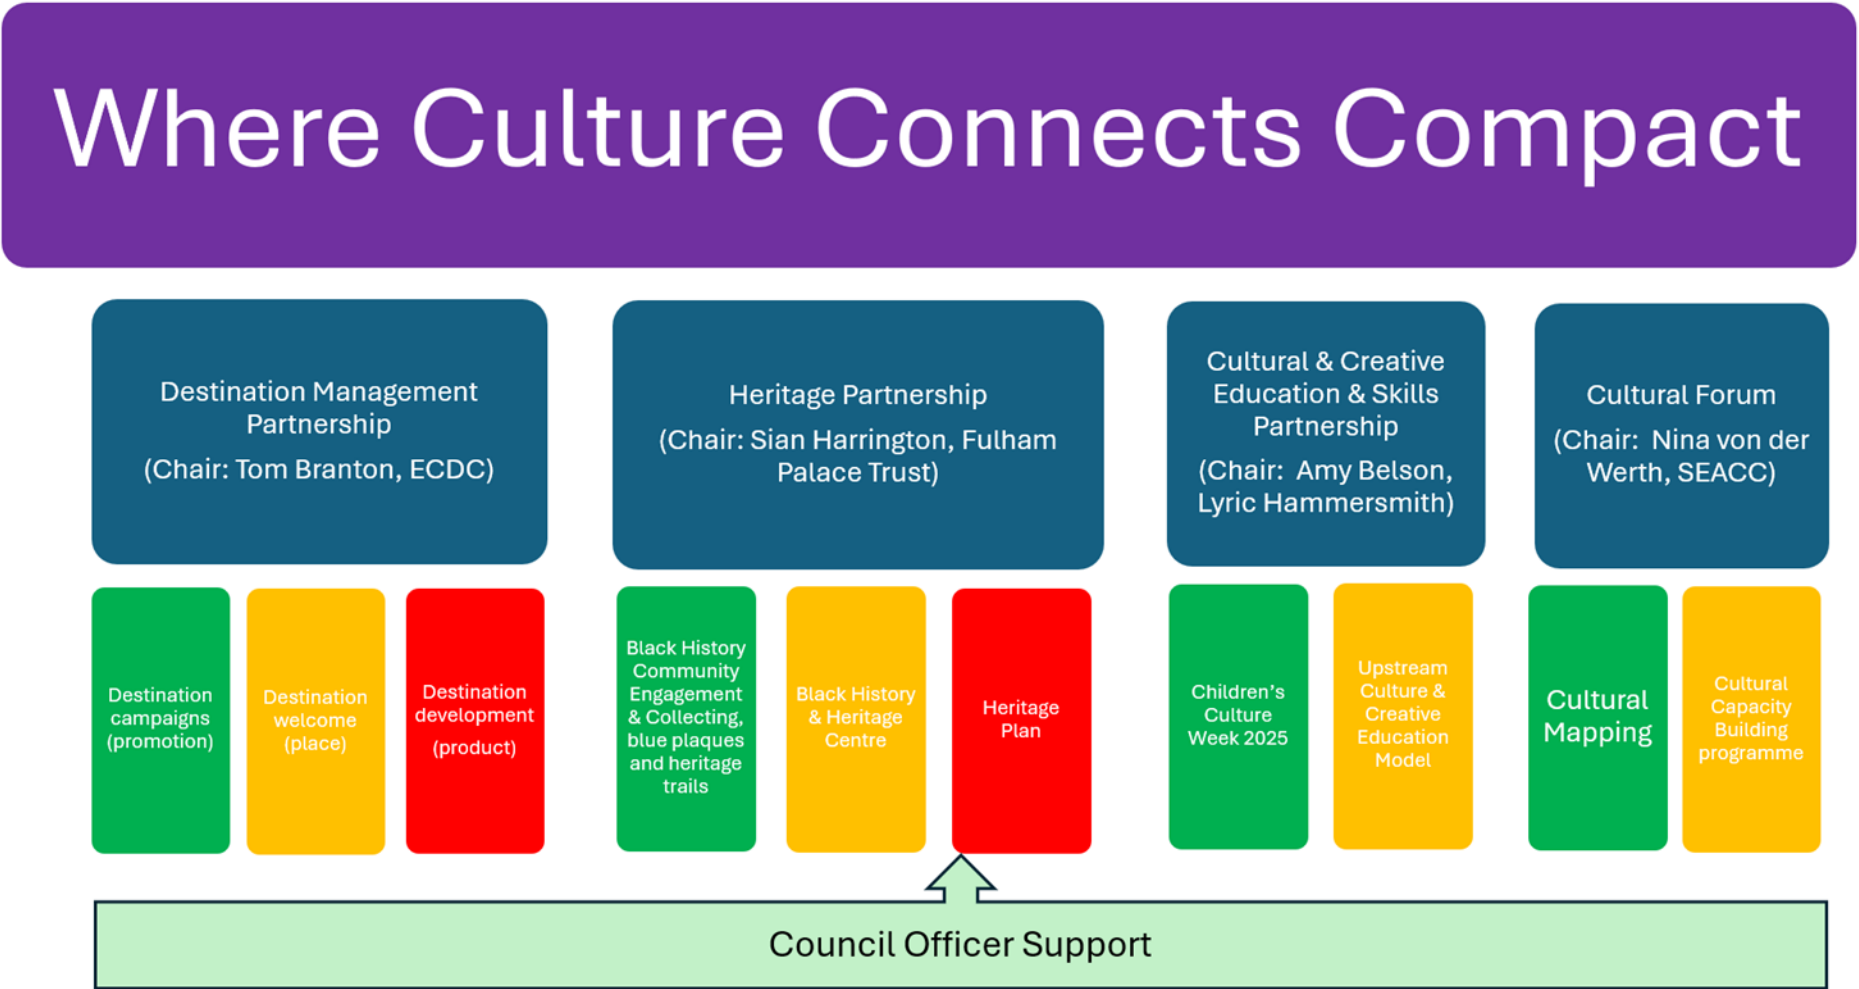 Where Culture Connects Compact
Destination Management
Partnership
(Chair: Tom Branton, ECDC)
Heritage Partnership
(Chair: Sian Harrington, Fulham
Palace Trust)
Cultural & Creative
Education & Skills
Partnership
(Chair:  Amy Belson,
Lyric Hammersmith)
Cultural Forum
(Chair:  Nina von der
Werth, SEACC)
Destination
campaigns
(promotion)
Destination
welcome
(place)
Destination
development
(product)
Black History
Community
Engagement
& Collecting,
blue plaques
and heritage
trails
Black History
& Heritage
Centre
Heritage
Plan
Children’s
Culture
Week 2025
Upstream
Culture &
Creative
Education
Model
Cultural
Mapping
Cultural
Capacity
Building
programme
Council Officer Support